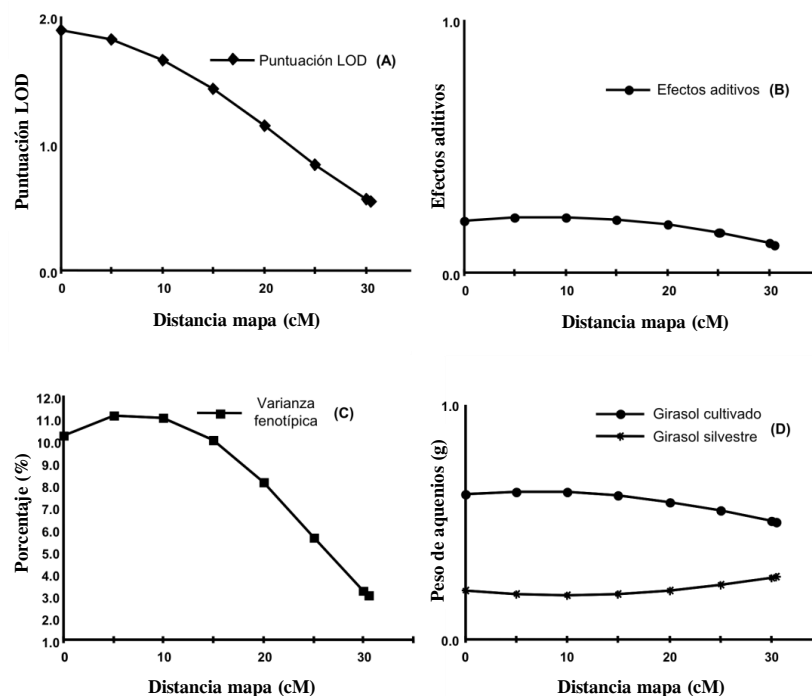 Puntuación LOD
2.0
1.0
0.0
Puntuación LOD (A)
0 10 20 30
Distancia mapa (cM)
Efectos aditivos
1.0
0.0
Efectos aditivos (B)
0 10 20 30
Distancia mapa (cM)
Porcentaje (%)
12.0
11.0
10.0
9.0
8.0
7.0
6.0
5.0
4.0
3.0
2.0
1.0
Varianza
fenotípica (C)
0 10 20 30
Distancia mapa (cM)
Peso de aquenios (g)
1.0
0.0
Girasol cultivado
Girasol silvestre
(D)
0 10 20 30
Distancia mapa (cM)